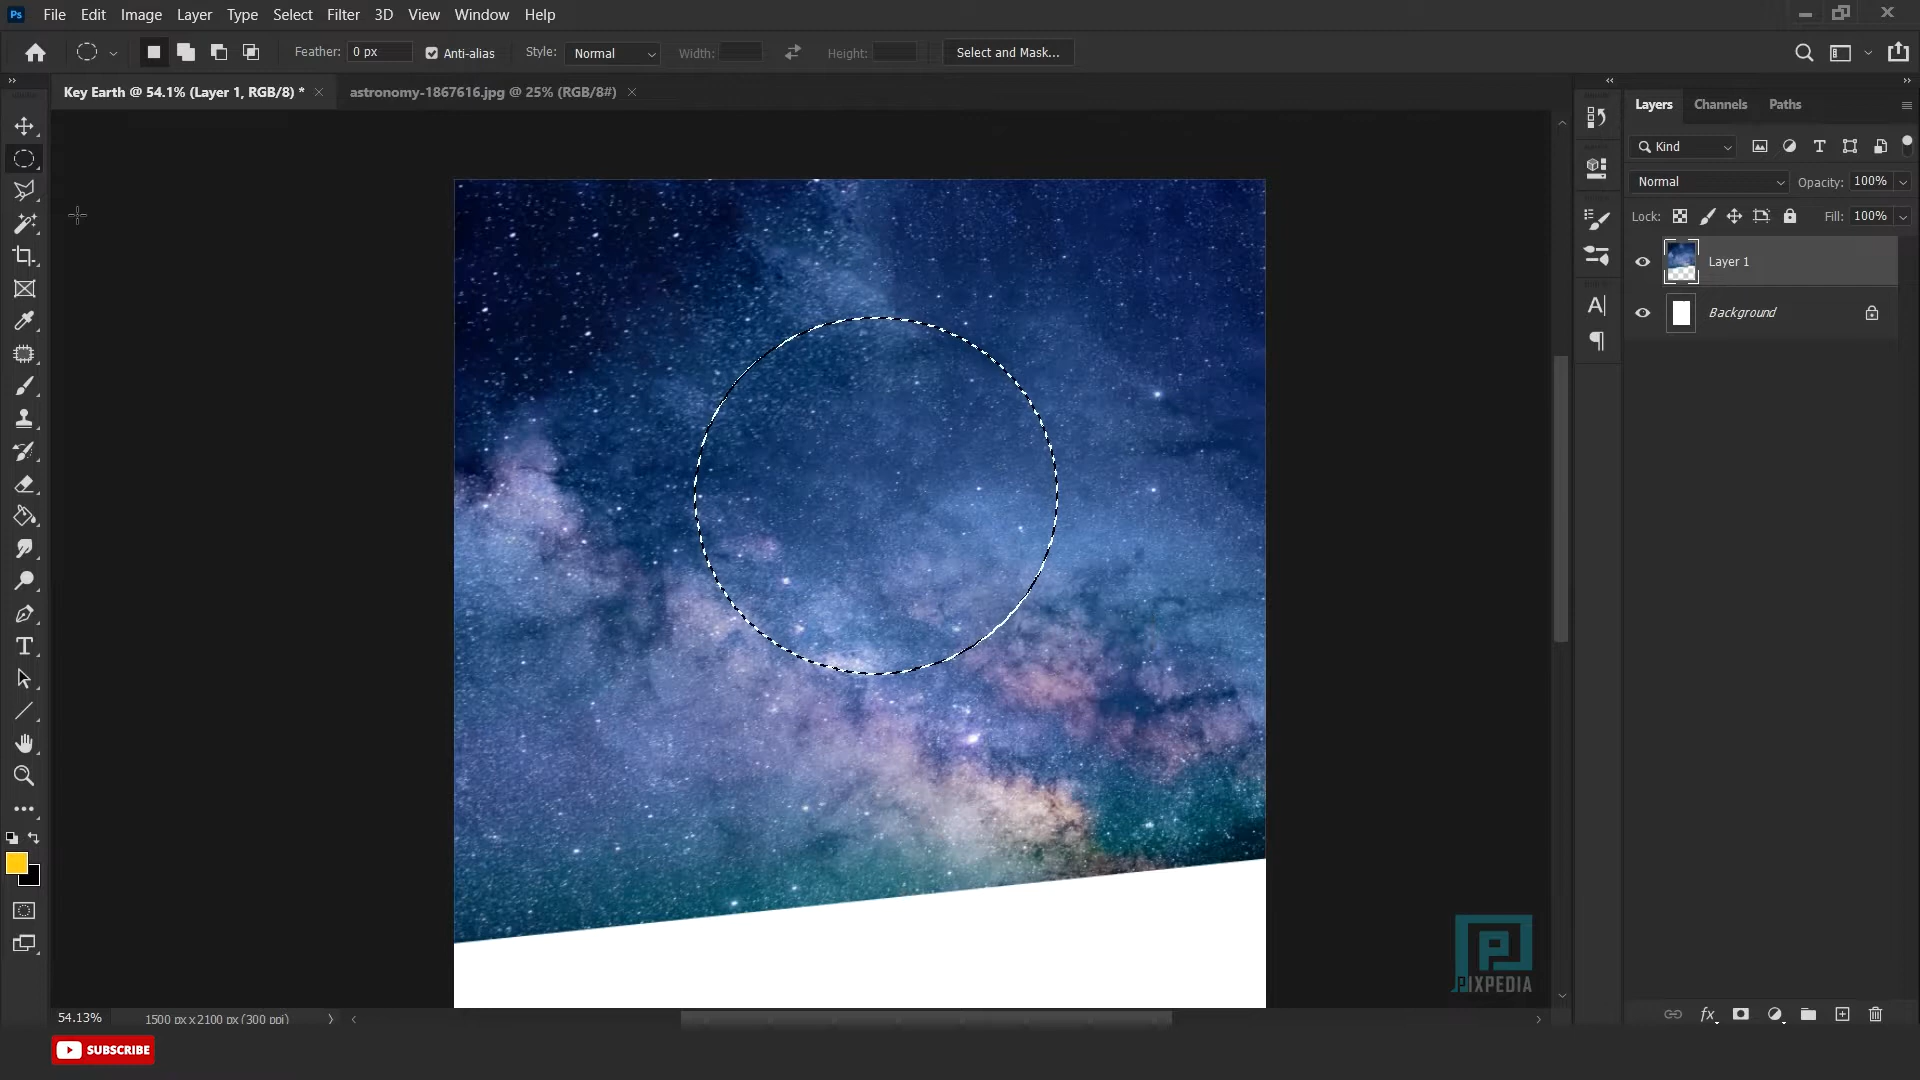 Ps File Edit Image Layer Type Select Filter 3D View Window Help
Feather: 0 px Anti-alias Style: Normal Width: Height: Select and Mask...
Key Earth @ 54.1% (Layer 1, RGB/8) * × astronomy-1867616.jpg @ 25% (RGB/8#) ×
Layers Channels Paths
Kind
Normal Opacity: 100%
Lock: Fill: 100%
Layer 1
Background
54.13% 1500 px x 2100 px (300 ppi)
PIXPEDIA
SUBSCRIBE